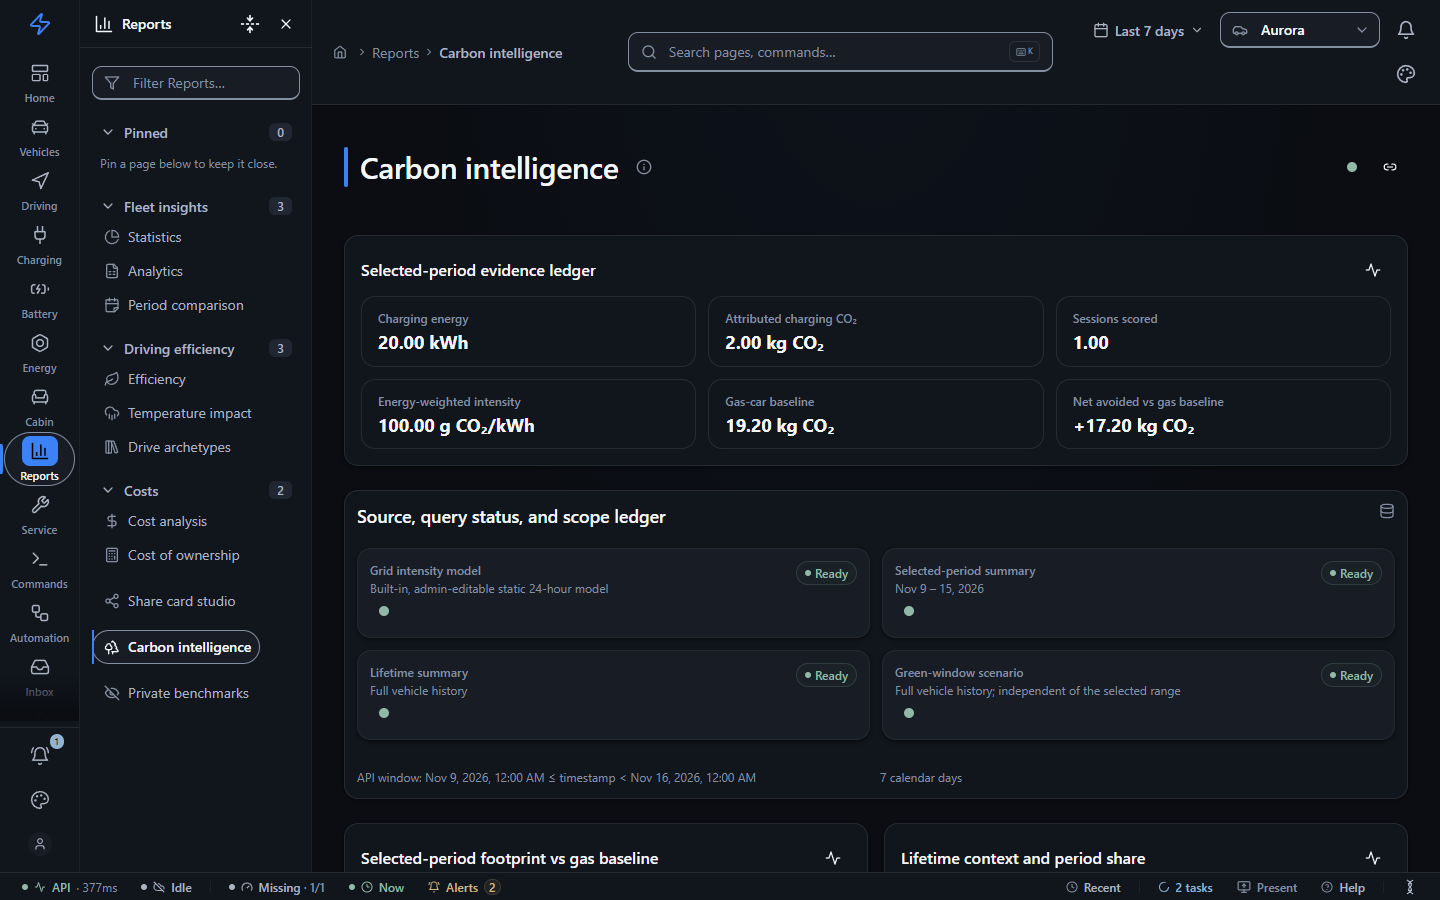 Home
Vehicles
Driving
Charging
Battery
Energy
Cabin
Reports
Service
Commands
Automation
Inbox
1
Reports
Filter Reports...
Pinned 0
Pin a page below to keep it close.
Fleet insights 3
Statistics
Analytics
Period comparison
Driving efficiency 3
Efficiency
Temperature impact
Drive archetypes
Costs 2
Cost analysis
Cost of ownership
Share card studio
Carbon intelligence
Private benchmarks
Reports Carbon intelligence
Search pages, commands... K
Last 7 days
Aurora
Carbon intelligence
Selected-period evidence ledger
Charging energy
20.00 kWh
Attributed charging CO₂
2.00 kg CO₂
Sessions scored
1.00
Energy-weighted intensity
100.00 g CO₂/kWh
Gas-car baseline
19.20 kg CO₂
Net avoided vs gas baseline
+17.20 kg CO₂
Source, query status, and scope ledger
Grid intensity model
Built-in, admin-editable static 24-hour model
Ready
Selected-period summary
Nov 9 – 15, 2026
Ready
Lifetime summary
Full vehicle history
Ready
Green-window scenario
Full vehicle history; independent of the selected range
Ready
API window: Nov 9, 2026, 12:00 AM ≤ timestamp < Nov 16, 2026, 12:00 AM
7 calendar days
Selected-period footprint vs gas baseline
Lifetime context and period share
API · 377ms
Idle
Missing · 1/1
Now
Alerts 2
Recent
2 tasks
Present
Help